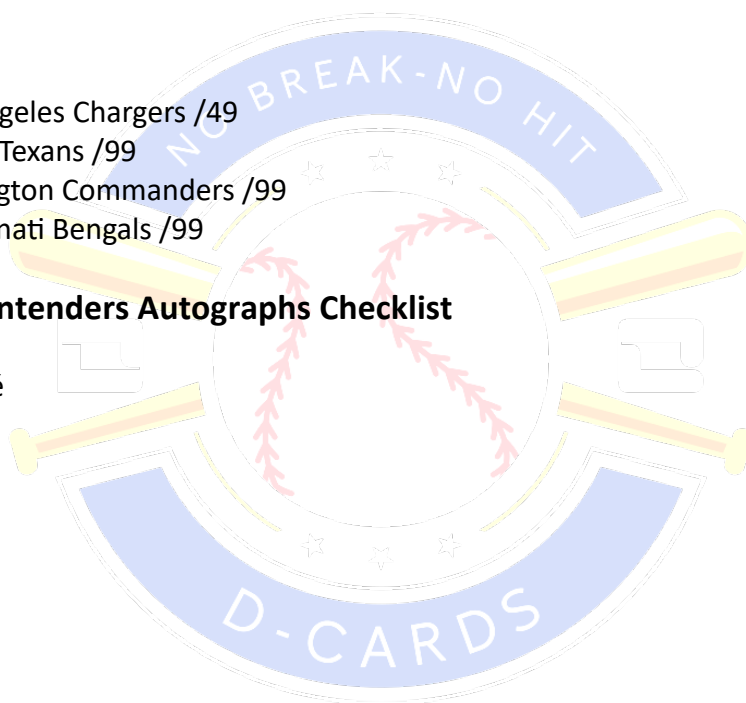 geles Chargers /49
Texans /99
gton Commanders /99
nati Bengals /99
ntenders Autographs Checklist
NO BREAK-NO HIT
D-CARDS